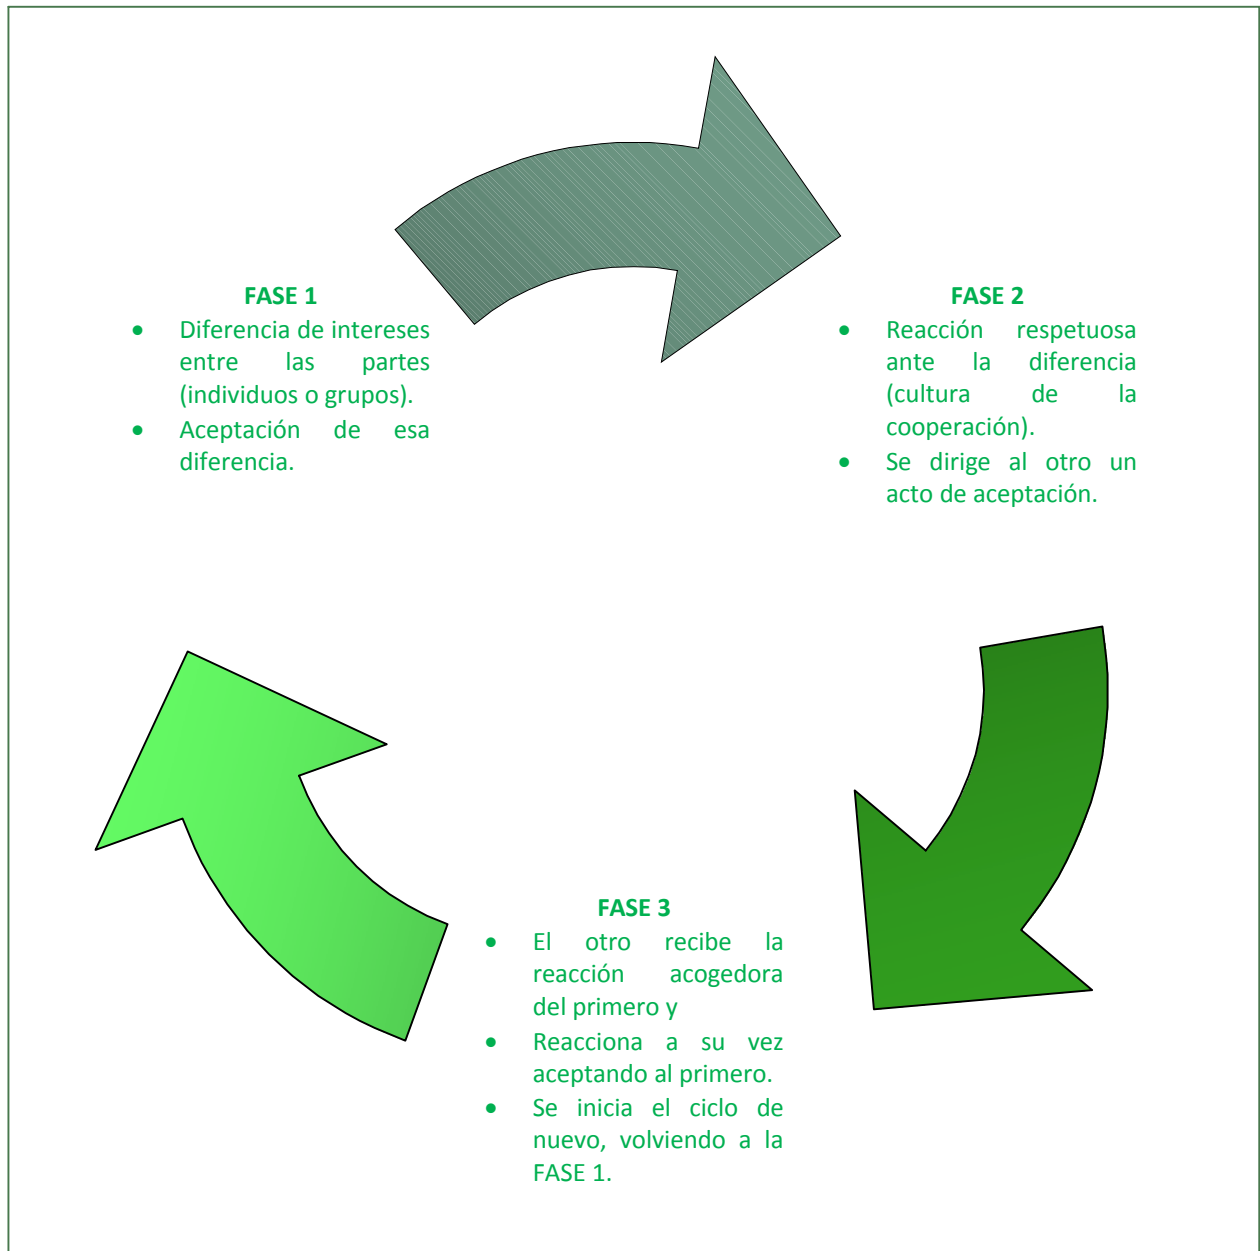 FASE 1
• Diferencia de intereses
entre las partes
(individuos o grupos).
• Aceptación de esa
diferencia.
FASE 2
• Reacción respetuosa
ante la diferencia
(cultura de la
cooperación).
• Se dirige al otro un
acto de aceptación.
FASE 3
• El otro recibe la
reacción acogedora
del primero y
• Reacciona a su vez
aceptando al primero.
• Se inicia el ciclo de
nuevo, volviendo a la
FASE 1.